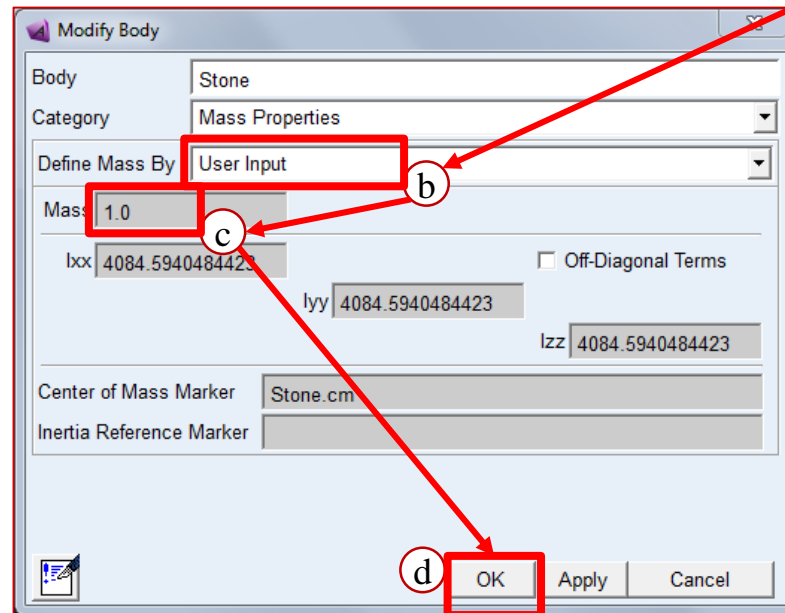 Modify Body
Body Stone
Category Mass Properties
Define Mass By User Input
b
Mass 1.0
c
Ixx 4084.5940484423 Off-Diagonal Terms
Iyy 4084.5940484423
Izz 4084.5940484423
Center of Mass Marker Stone.cm
Inertia Reference Marker
d OK Apply Cancel